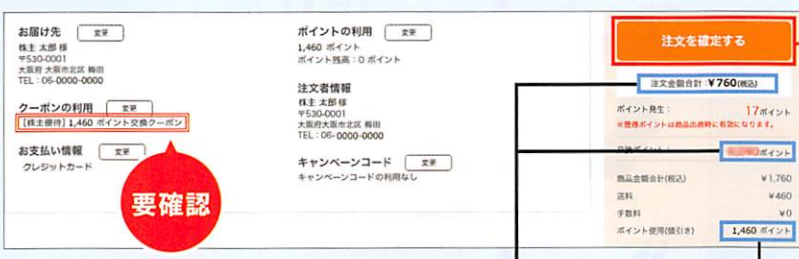 お届け先 変更
株主 太郎 様
〒530-0001
大阪府 大阪市北区 梅田
TEL：06-0000-0000
クーポンの利用 変更
[株主優待] 1,460 ポイント交換クーポン
お支払い情報 変更
クレジットカード
要確認
ポイントの利用 変更
1,460 ポイント
ポイント残高：0 ポイント
注文者情報
株主 太郎 様
〒530-0001
大阪府 大阪市北区 梅田
TEL：06-0000-0000
キャンペーンコード 変更
キャンペーンコードの利用なし
注文を確定する
注文金額合計：¥760(税込)
ポイント発生： 17ポイント
※獲得ポイントは商品出荷時に有効になります。
ポイント
商品金額合計(税込) ¥1,760
送料 ¥460
手数料 ¥0
ポイント使用(値引き) 1,460 ポイント